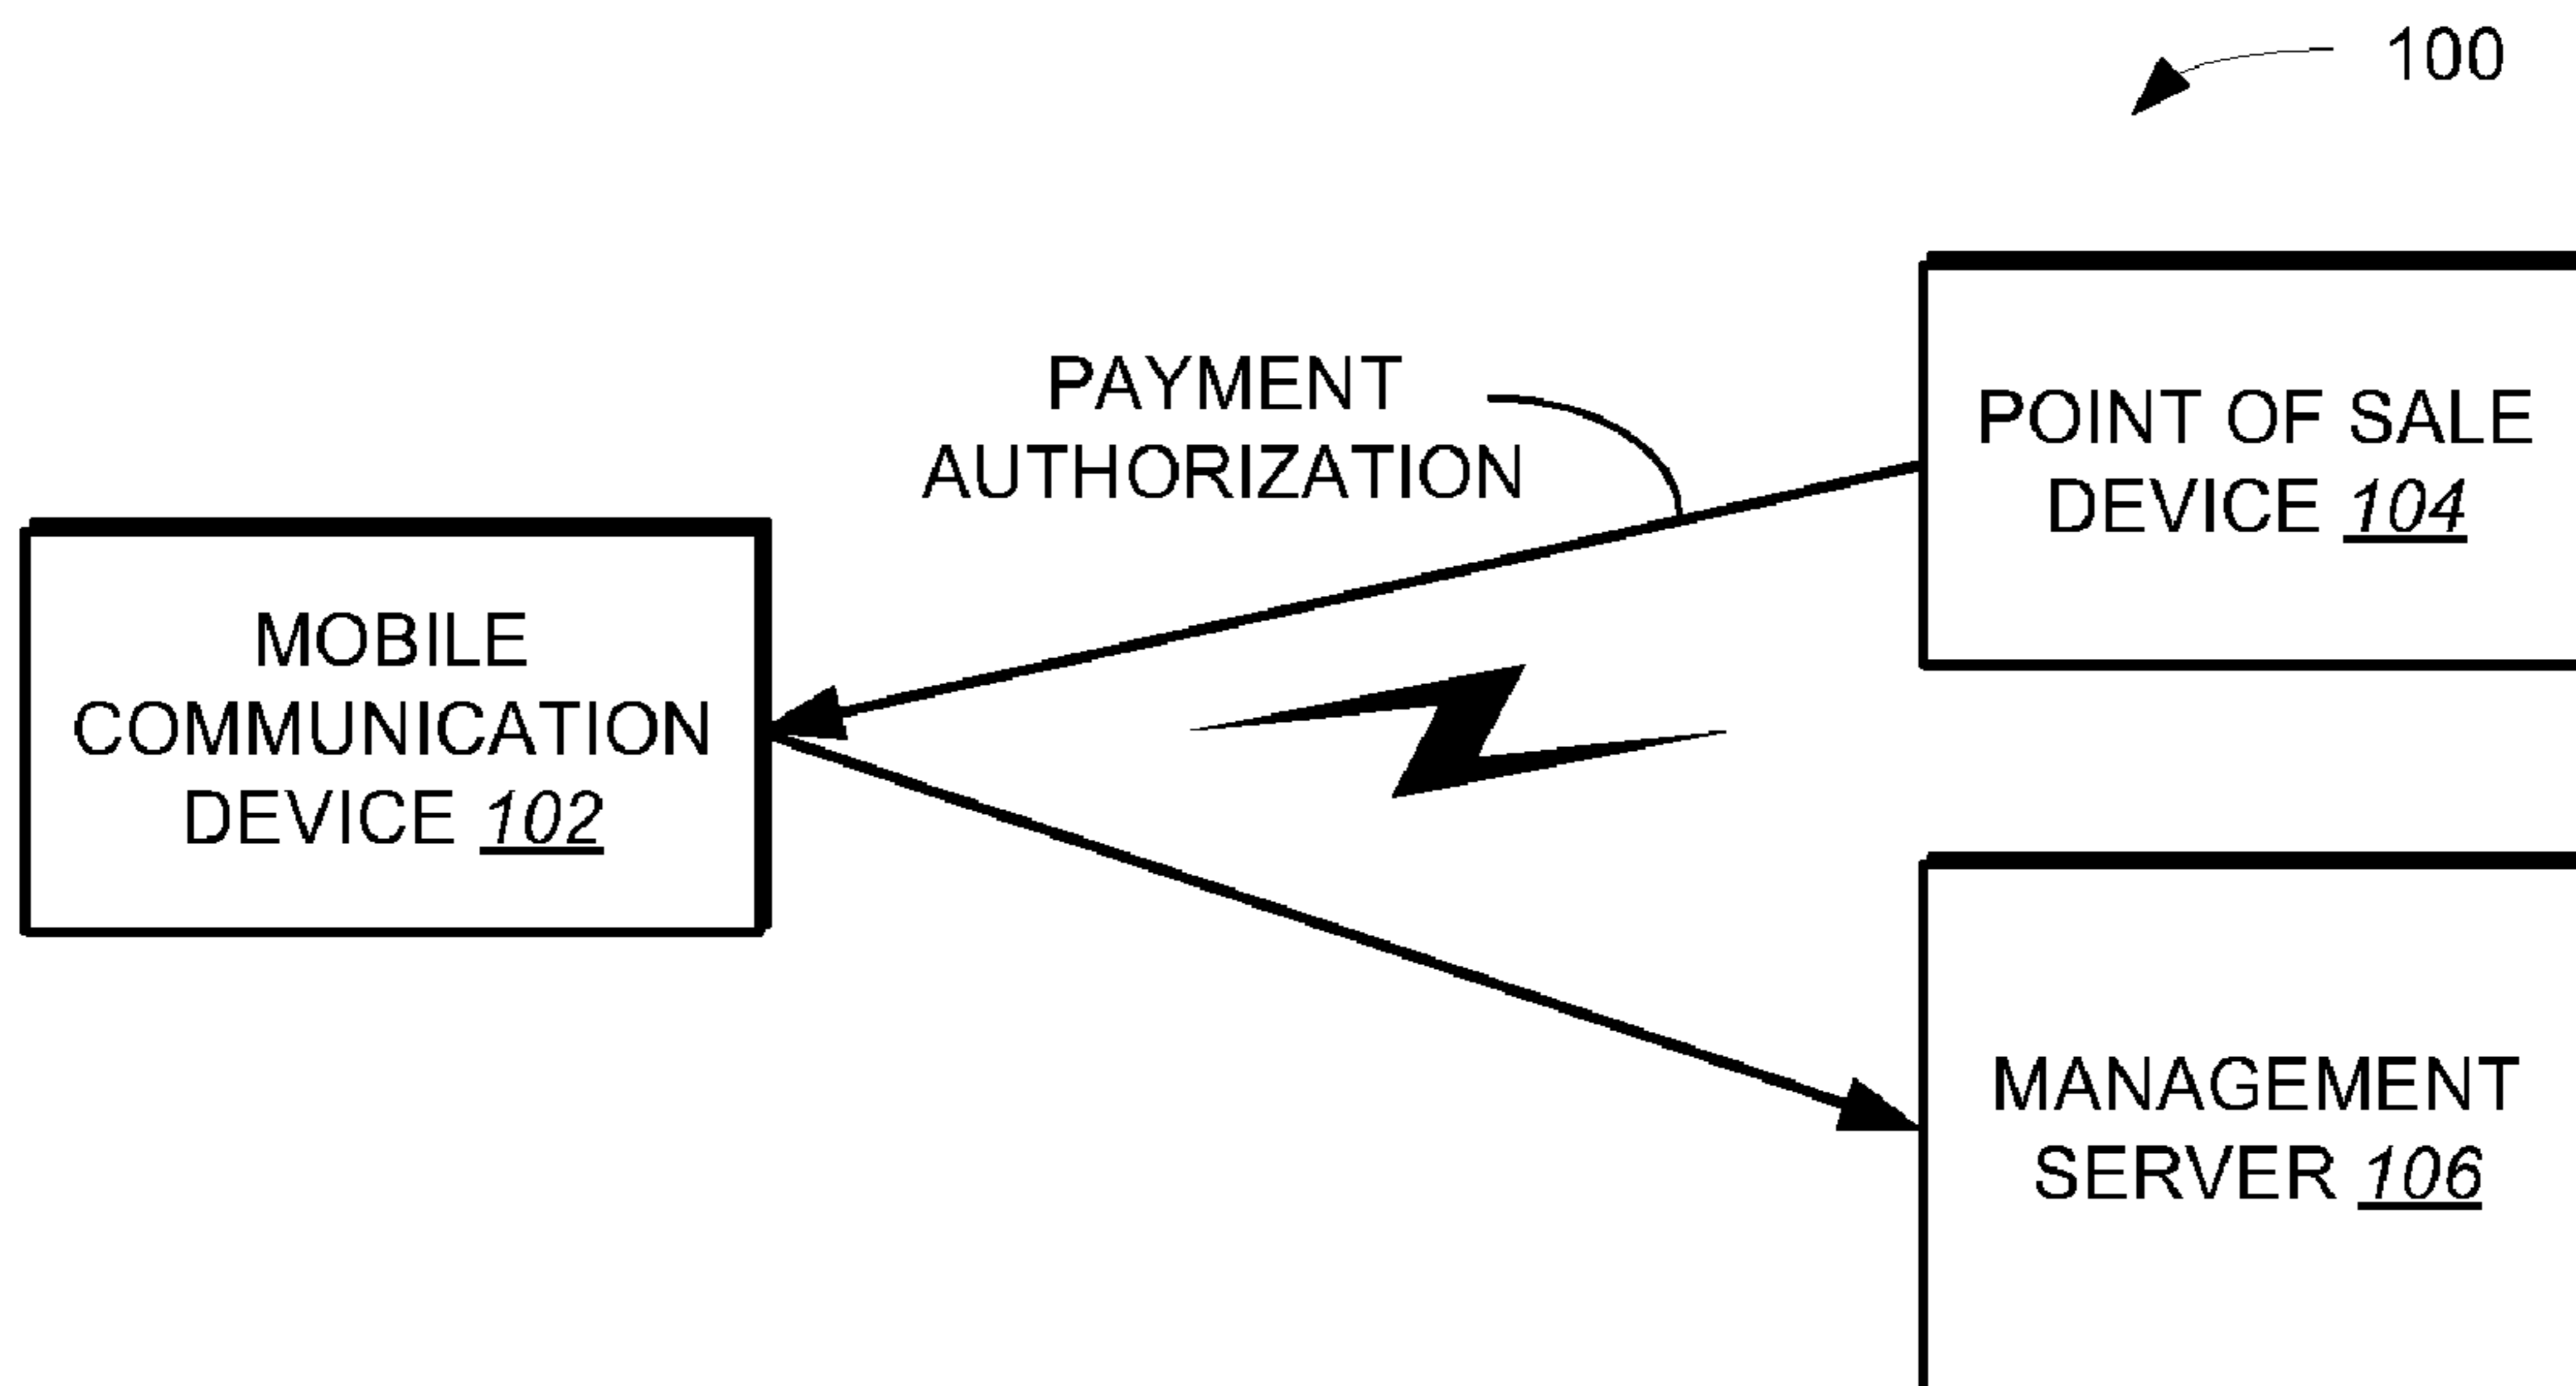 100
PAYMENT
AUTHORIZATION
POINT OF SALE
DEVICE 104
MOBILE
COMMUNICATION
DEVICE 102
MANAGEMENT
SERVER 106